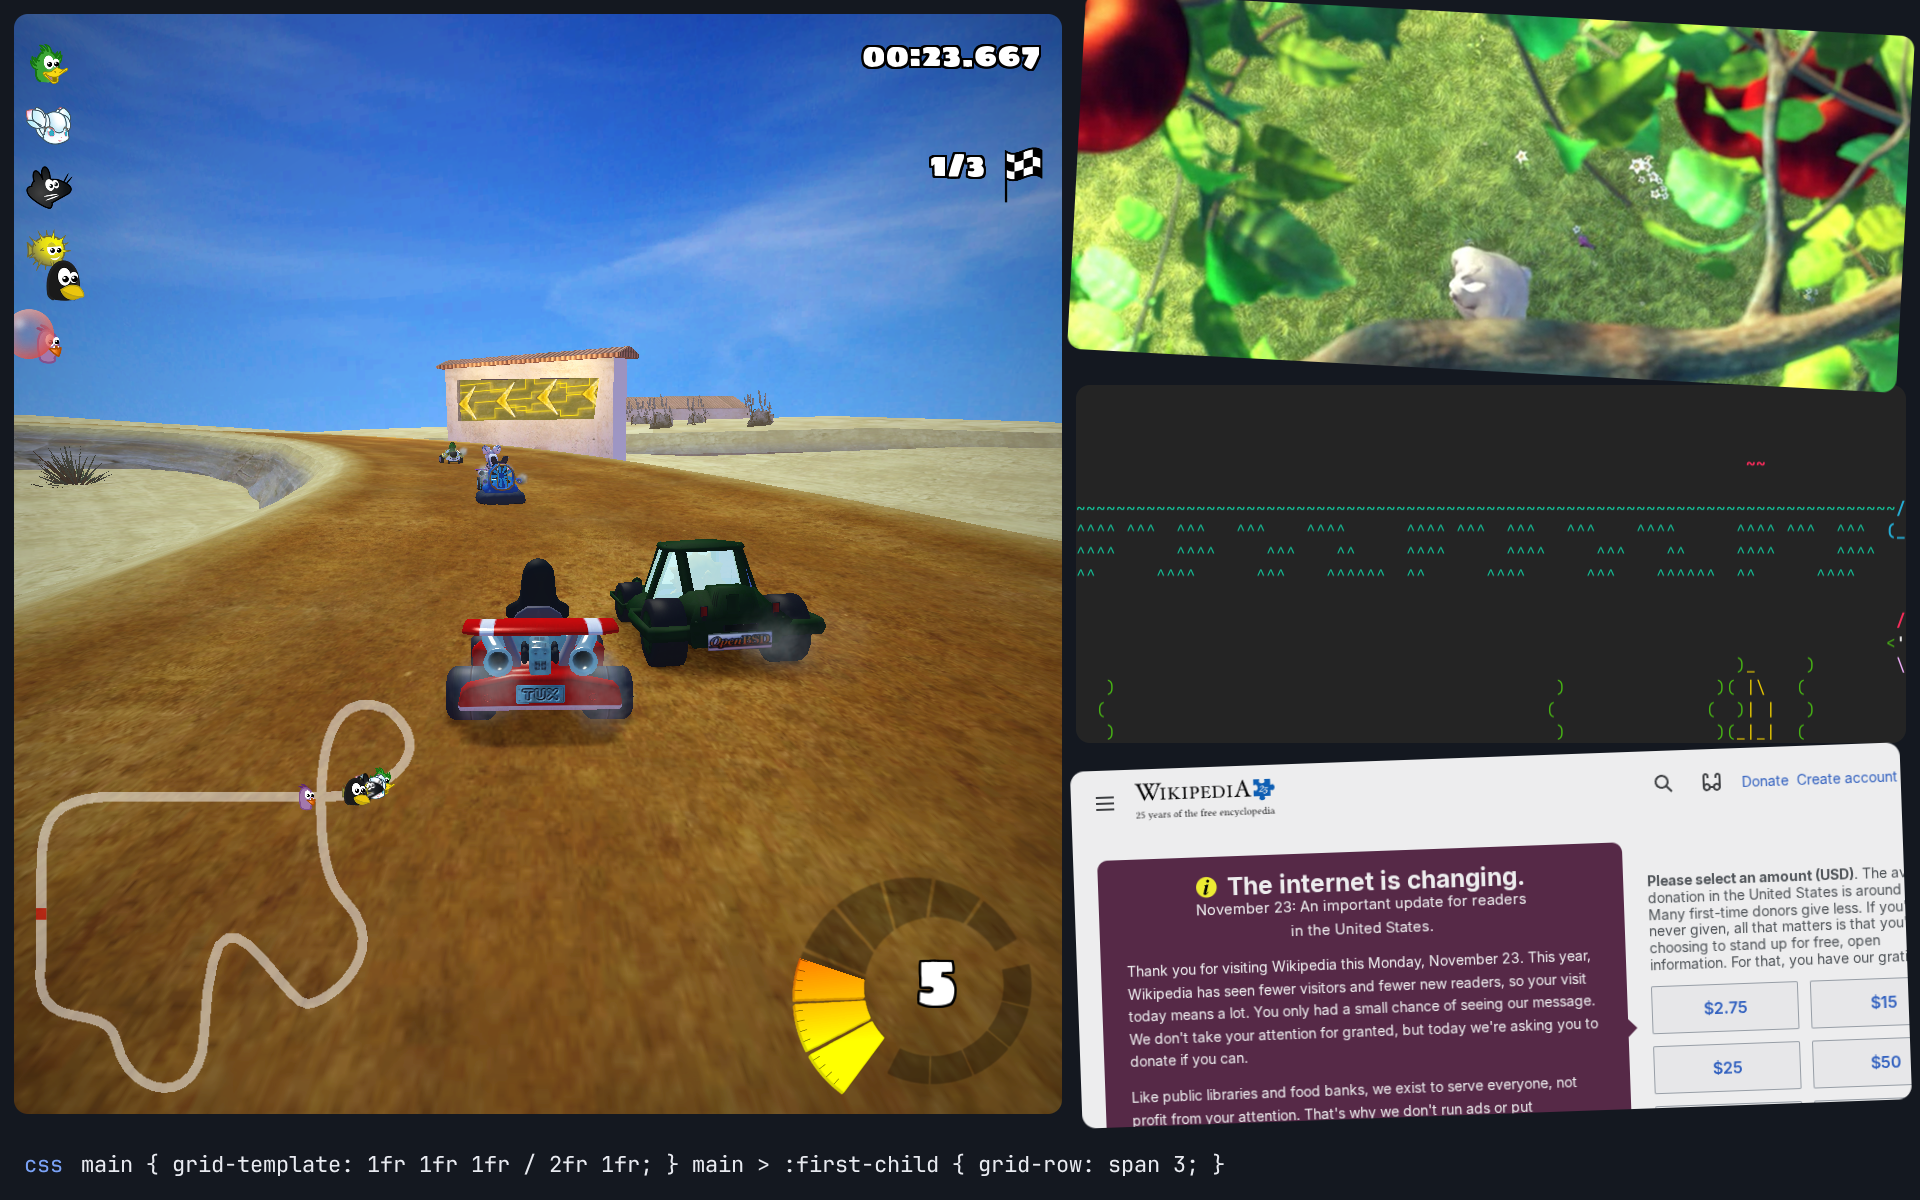 00:23.667
1/3
OpenBSD
TUX
5
WIKIPEDIA 25
25 years of the free encyclopedia
Donate Create account
The internet is changing.
November 23: An important update for readers
in the United States.
Thank you for visiting Wikipedia this Monday, November 23. This year,
Wikipedia has seen fewer visitors and fewer new readers, so your visit
today means a lot. You only had a small chance of seeing our message.
We don't take your attention for granted, but today we're asking you to
donate if you can.
Like public libraries and food banks, we exist to serve everyone, not
profit from your attention. That's why we don't run ads or put
Please select an amount (USD). The av
donation in the United States is around
Many first-time donors give less. If you
never given, all that matters is that you
choosing to stand up for free, open
information. For that, you have our grati
$2.75
$15
$25
$50
css main { grid-template: 1fr 1fr 1fr / 2fr 1fr; } main > :first-child { grid-row: span 3; }